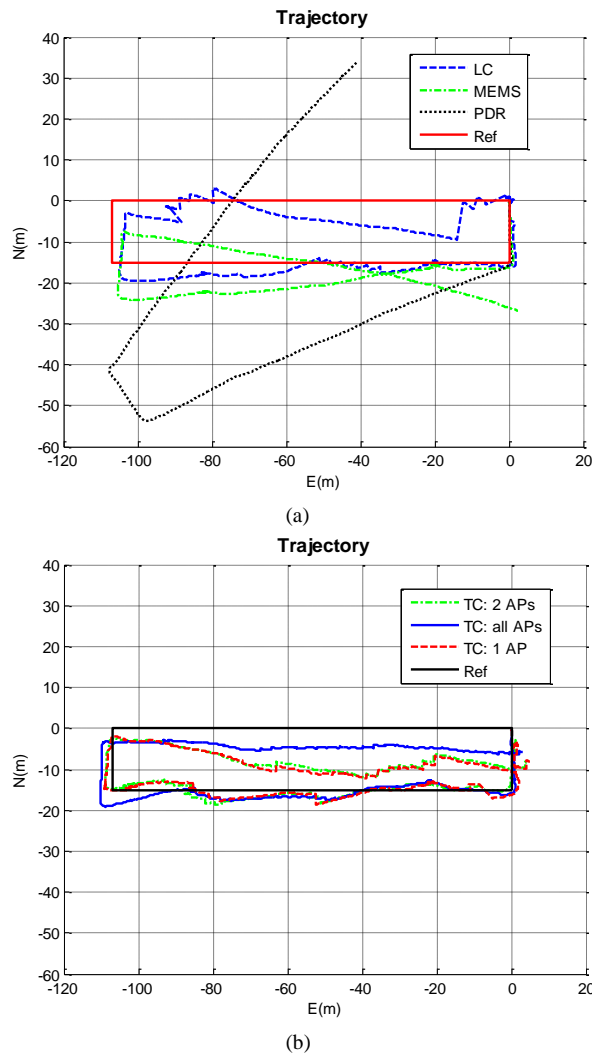 Trajectory
40
30
20
10
0
-10
-20
-30
-40
-50
-60
N(m)
LC
MEMS
PDR
Ref
-120 -100 -80 -60 -40 -20 0 20
E(m)
(a)
Trajectory
40
30
20
10
0
-10
-20
-30
-40
-50
-60
N(m)
TC: 2 APs
TC: all APs
TC: 1 AP
Ref
-120 -100 -80 -60 -40 -20 0 20
E(m)
(b)